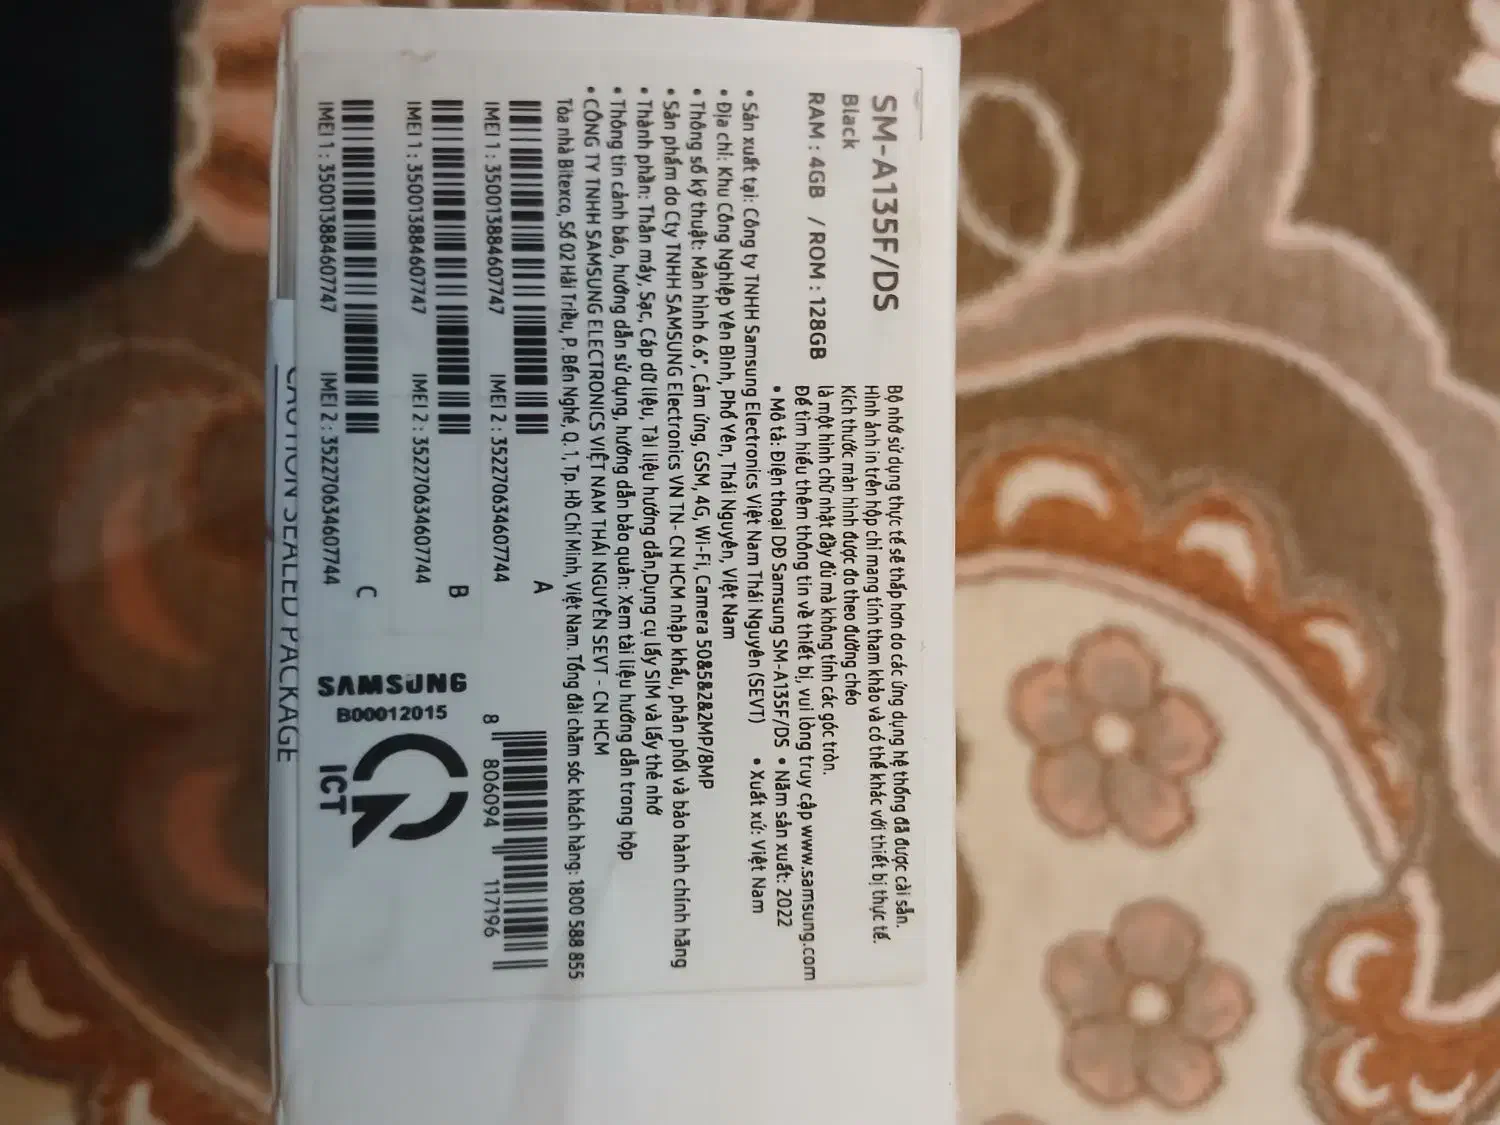 SM-A135F/DS
Black
RAM : 4GB / ROM : 128GB
Bộ nhớ sử dụng thực tế sẽ thấp hơn do các ứng dụng hệ thống đã được cài sẵn.
Hình ảnh in trên hộp chỉ mang tính tham khảo và có thể khác với thiết bị thực tế.
Kích thước màn hình được đo theo đường chéo
là một hình chữ nhật đầy đủ mà không tính các góc tròn.
Để tìm hiểu thêm thông tin về thiết bị, vui lòng truy cập www.samsung.com
• Mô tả: Điện thoại DĐ Samsung SM-A135F/DS • Năm sản xuất: 2022
• Sản xuất tại: Công ty TNHH Samsung Electronics Việt Nam Thái Nguyên (SEVT) • Xuất xứ: Việt Nam
• Địa chỉ: Khu Công Nghiệp Yên Bình, Phổ Yên, Thái Nguyên, Việt Nam
• Thông số kỹ thuật: Màn hình 6.6", Cảm ứng, GSM, 4G, Wi-Fi, Camera 50&5&2&2MP/8MP
• Sản phẩm do Cty TNHH SAMSUNG Electronics VN TN- CN HCM nhập khẩu, phân phối và bảo hành chính hãng
• Thành phần: Thân máy, Sạc, Cáp dữ liệu, Tài liệu hướng dẫn,Dụng cụ lấy SIM và lấy thẻ nhớ
• Thông tin cảnh báo, hướng dẫn sử dụng, hướng dẫn bảo quản: Xem tài liệu hướng dẫn trong hộp
• CÔNG TY TNHH SAMSUNG ELECTRONICS VIỆT NAM THÁI NGUYÊN SEVT - CN HCM
Tòa nhà Bitexco, Số 02 Hải Triều, P. Bến Nghé, Q. 1, Tp. Hồ Chí Minh, Việt Nam. Tổng đài chăm sóc khách hàng: 1800 588 855
A
IMEI 1 : 350013884607747 IMEI 2 : 352270634607744
8 806094 117196
B
IMEI 1 : 350013884607747 IMEI 2 : 352270634607744
C
IMEI 1 : 350013884607747 IMEI 2 : 352270634607744
SAMSUNG
B00012015
ICT
CAUTION SEALED PACKAGE